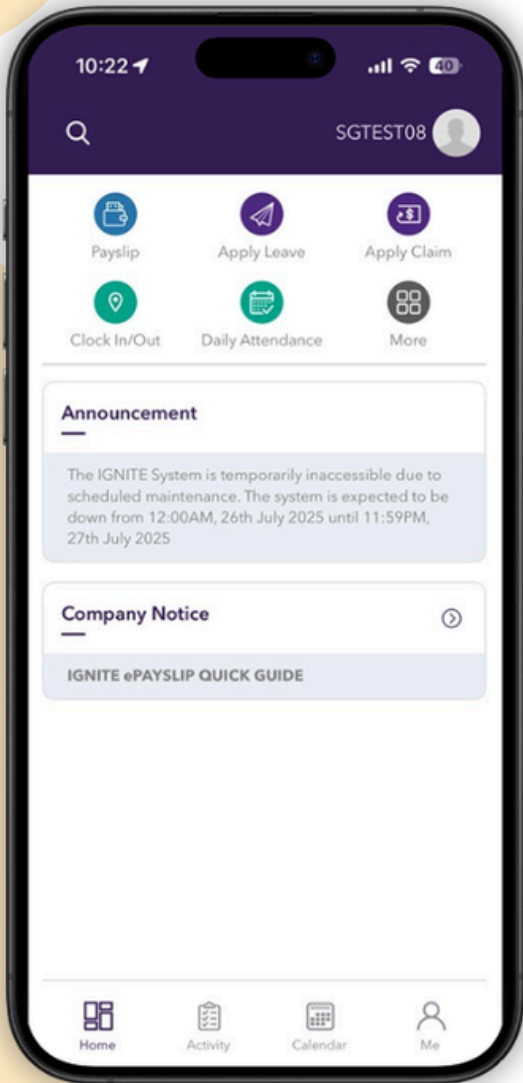 10:22
40
SGTEST08
Payslip
Apply Leave
Apply Claim
Clock In/Out
Daily Attendance
More
Announcement
The IGNITE System is temporarily inaccessible due to
scheduled maintenance. The system is expected to be
down from 12:00AM, 26th July 2025 until 11:59PM,
27th July 2025
Company Notice
IGNITE ePAYSLIP QUICK GUIDE
Home
Activity
Calendar
Me